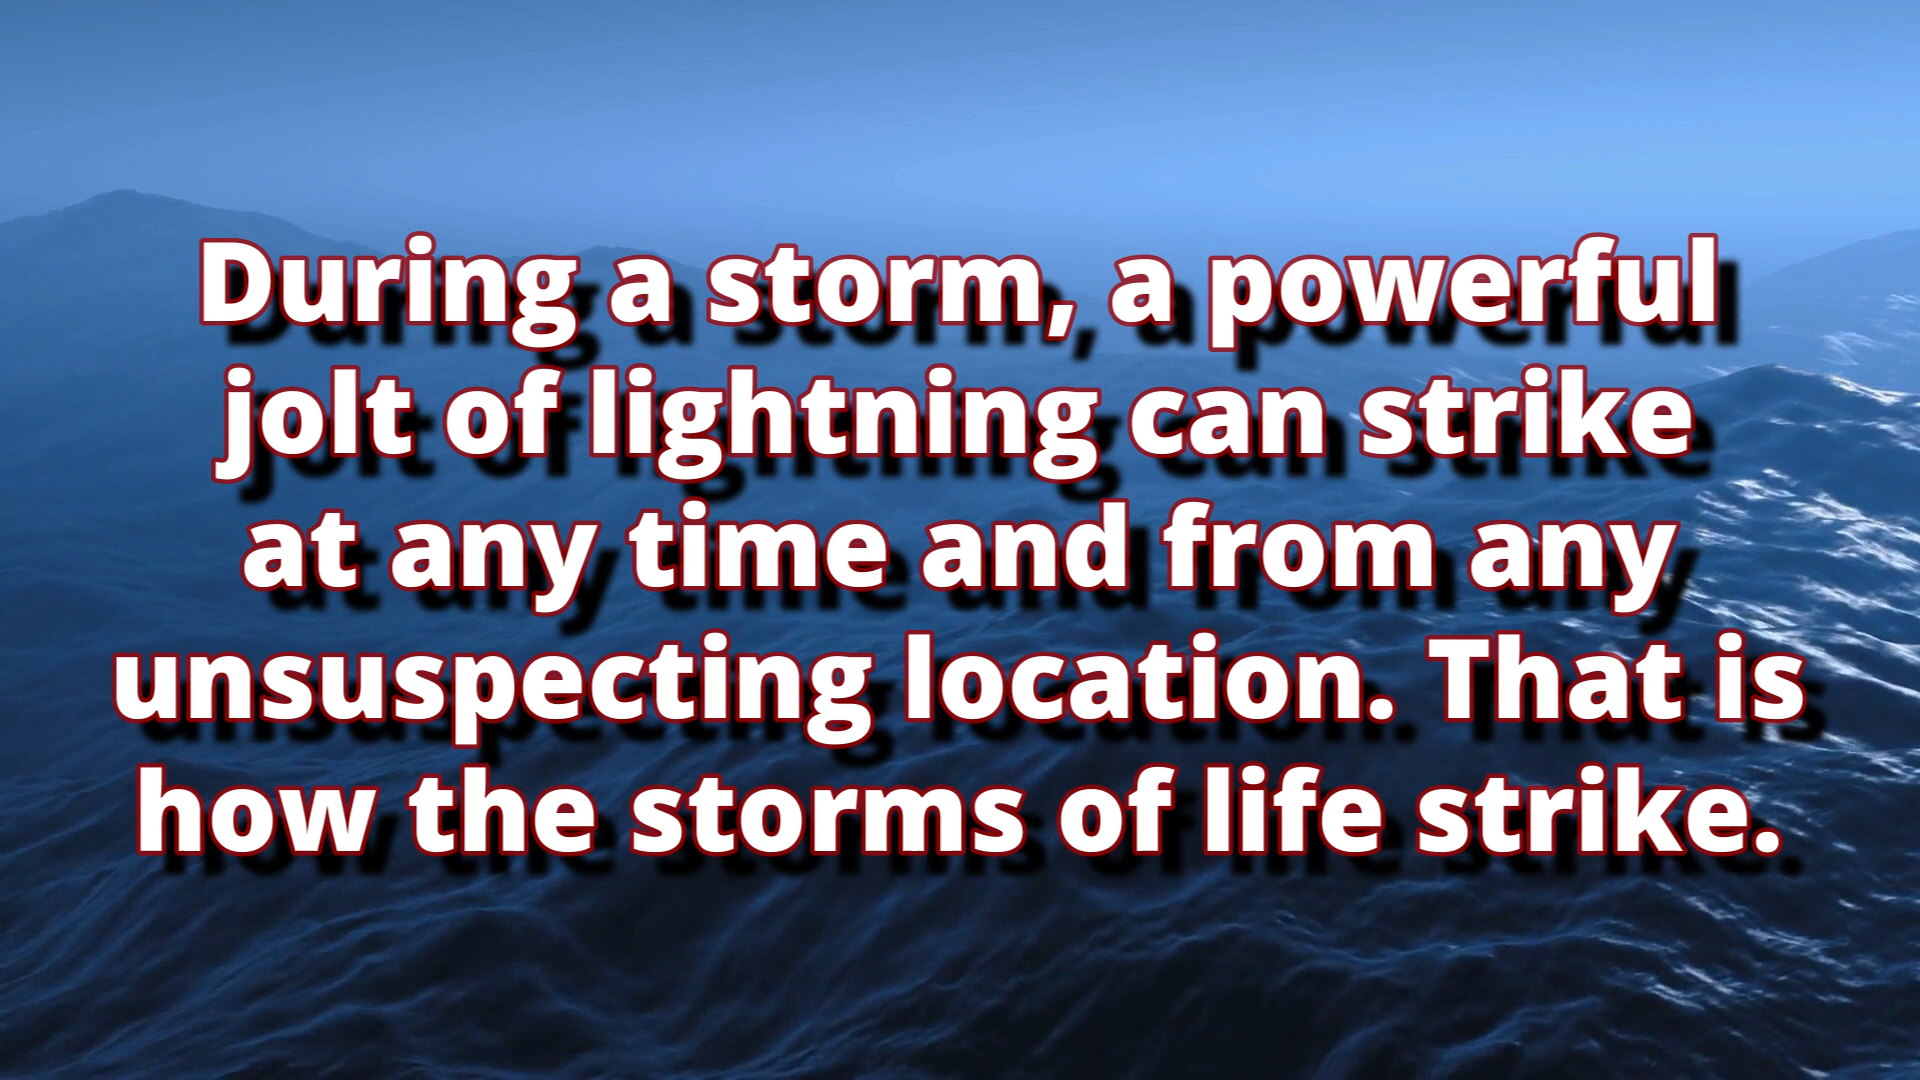 During a storm, a powerful
jolt of lightning can strike
at any time and from any
unsuspecting location. That is
how the storms of life strike.